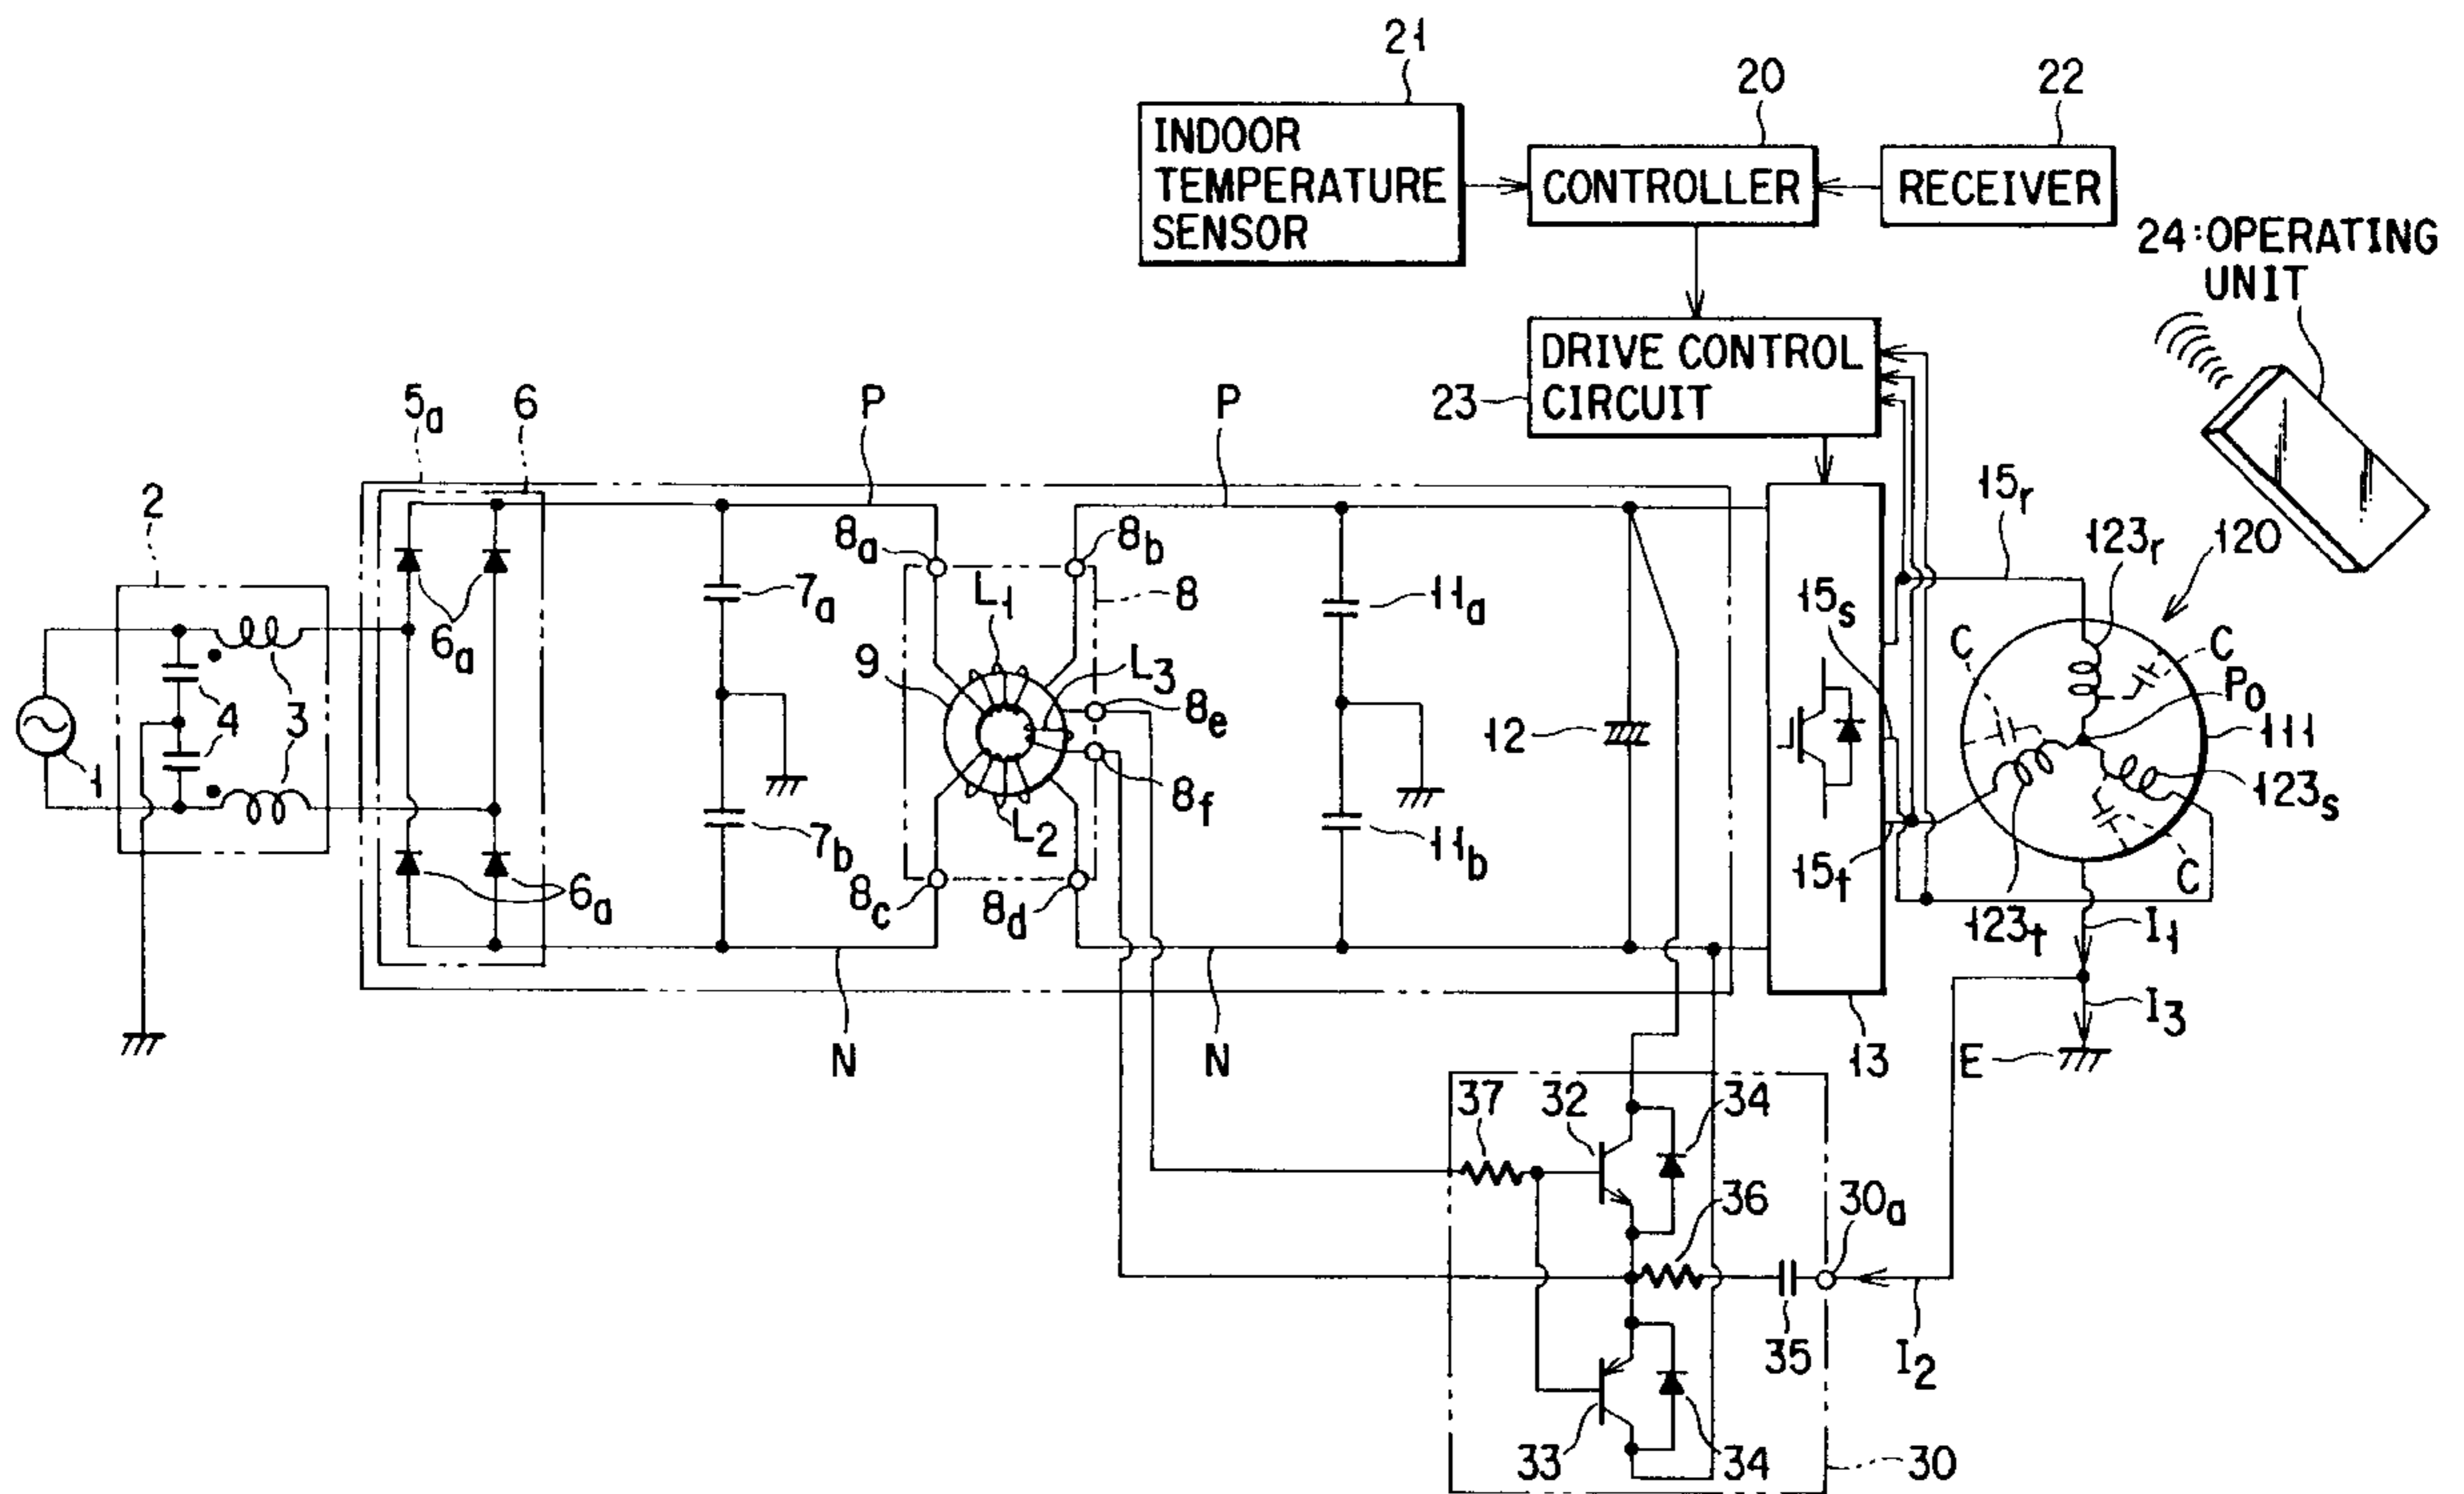 21
20
22
INDOOR
TEMPERATURE
SENSOR
CONTROLLER
RECEIVER
24:OPERATING
UNIT
DRIVE CONTROL
CIRCUIT
23
5a
6
P
P
15r
2
8a
8b
123r
120
7a
L1
8
11a
15s
6a
C
C
9
L3
P0
4
3
8e
12
111
1
8f
123s
7b
L2
11b
15t
C
6a
8c
8d
123t
I1
I3
N
N
13
E
37
32
34
36
30a
35
I2
33
34
30